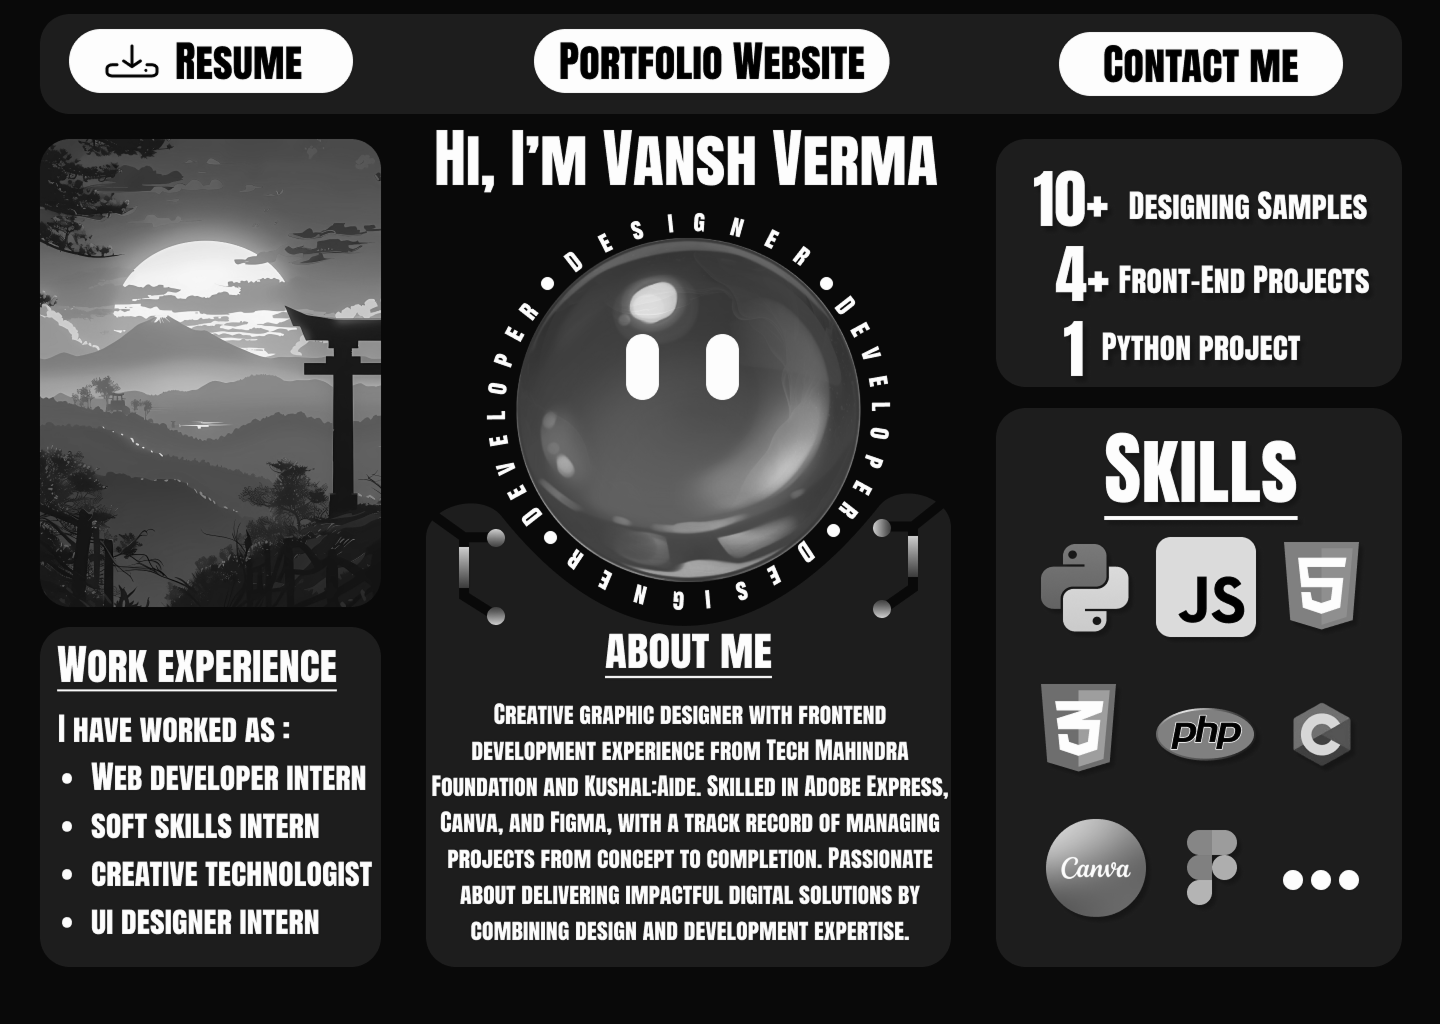 Resume
Portfolio Website
Contact me
Hi, I'm Vansh Verma
DESIGNER • DEVELOPER • DESIGNER • DEVELOPER •
10+ Designing Samples
4+ Front-End Projects
1 Python project
Work experience
I have worked as :
• Web developer intern
• soft skills intern
• creative technologist
• ui designer intern
about me
Creative graphic designer with frontend
development experience from Tech Mahindra
Foundation and Kushal:Aide. Skilled in Adobe Express,
Canva, and Figma, with a track record of managing
projects from concept to completion. Passionate
about delivering impactful digital solutions by
combining design and development expertise.
Skills
JS
5
3
php
C
Canva